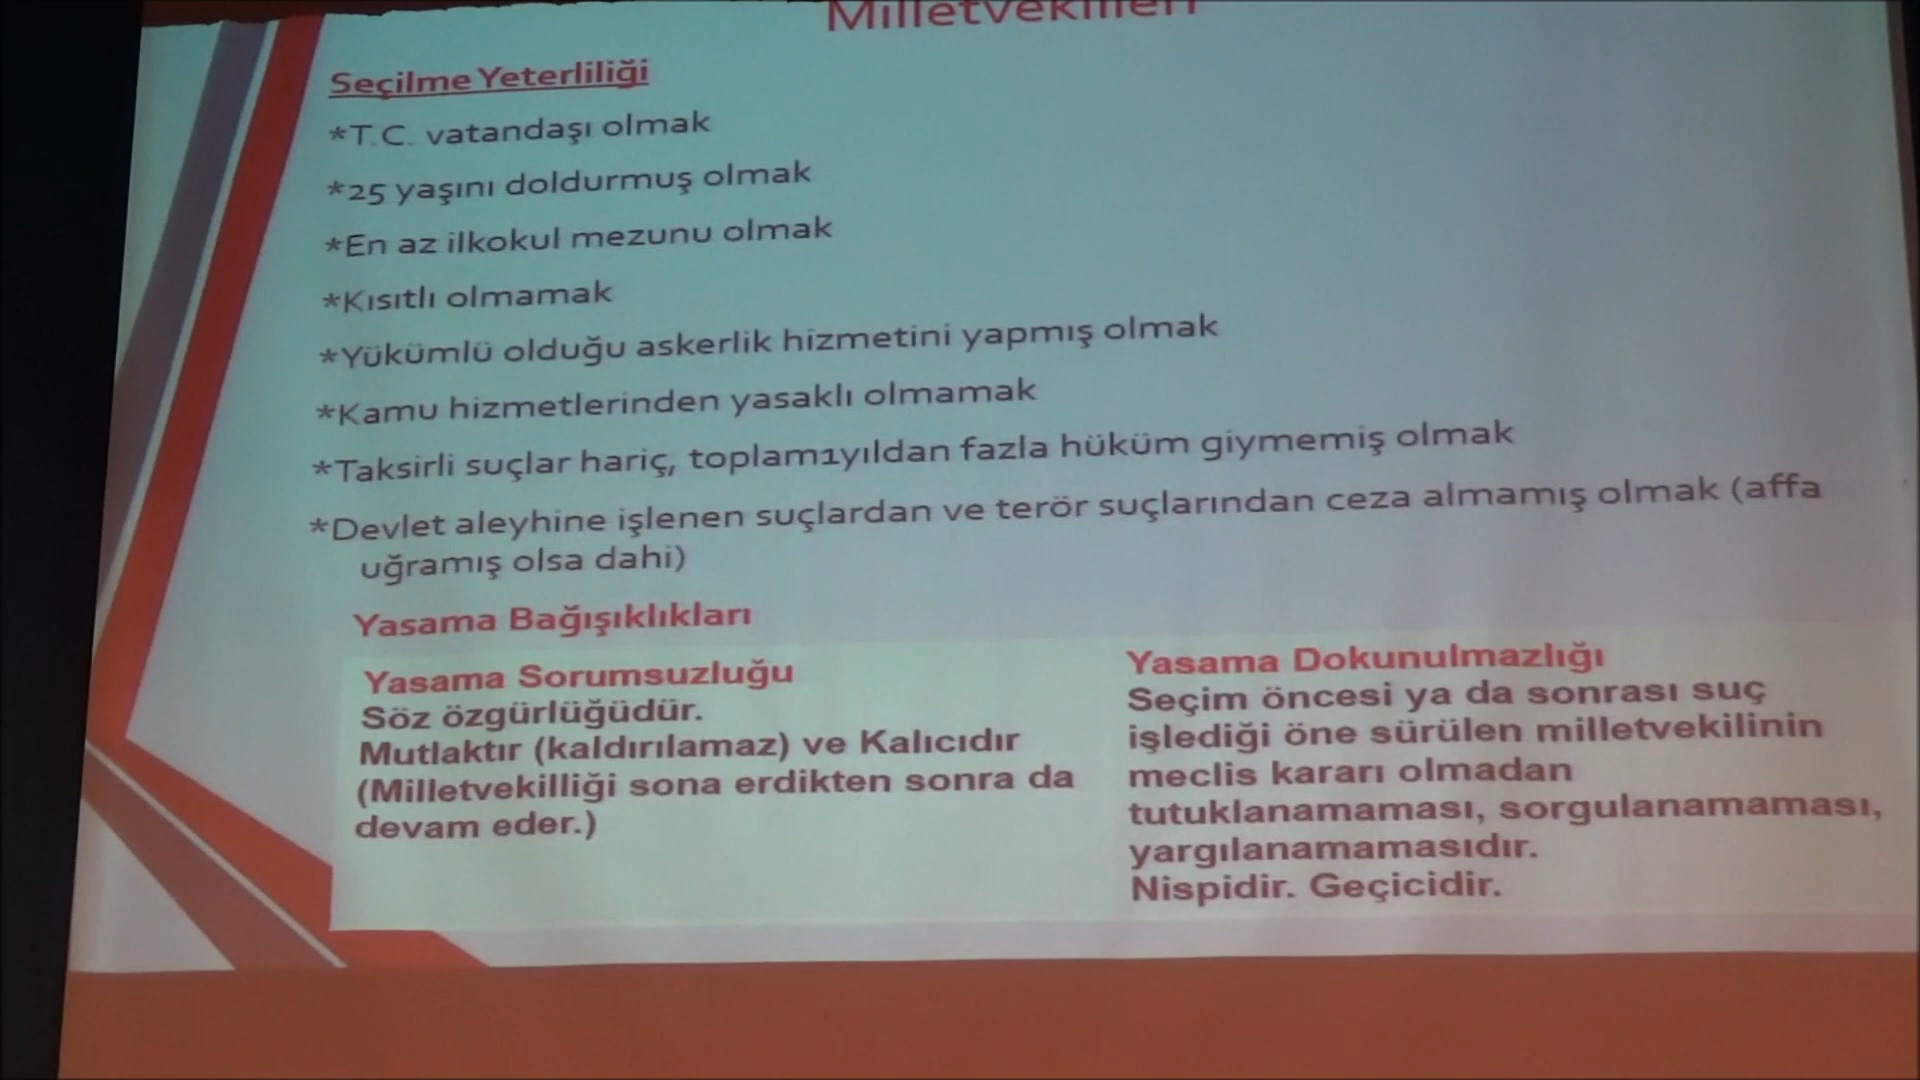 Milletvekilleri
Seçilme Yeterliliği
*T.C. vatandaşı olmak
*25 yaşını doldurmuş olmak
*En az ilkokul mezunu olmak
*Kısıtlı olmamak
*Yükümlü olduğu askerlik hizmetini yapmış olmak
*Kamu hizmetlerinden yasaklı olmamak
*Taksirli suçlar hariç, toplam1yıldan fazla hüküm giymemiş olmak
*Devlet aleyhine işlenen suçlardan ve terör suçlarından ceza almamış olmak (affa
uğramış olsa dahi)
Yasama Bağışıklıkları
Yasama Sorumsuzluğu
Söz özgürlüğüdür.
Mutlaktır (kaldırılamaz) ve Kalıcıdır
(Milletvekilliği sona erdikten sonra da
devam eder.)
Yasama Dokunulmazlığı
Seçim öncesi ya da sonrası suç
işlediği öne sürülen milletvekilinin
meclis kararı olmadan
tutuklanamaması, sorgulanamaması,
yargılanamamasıdır.
Nispidir. Geçicidir.